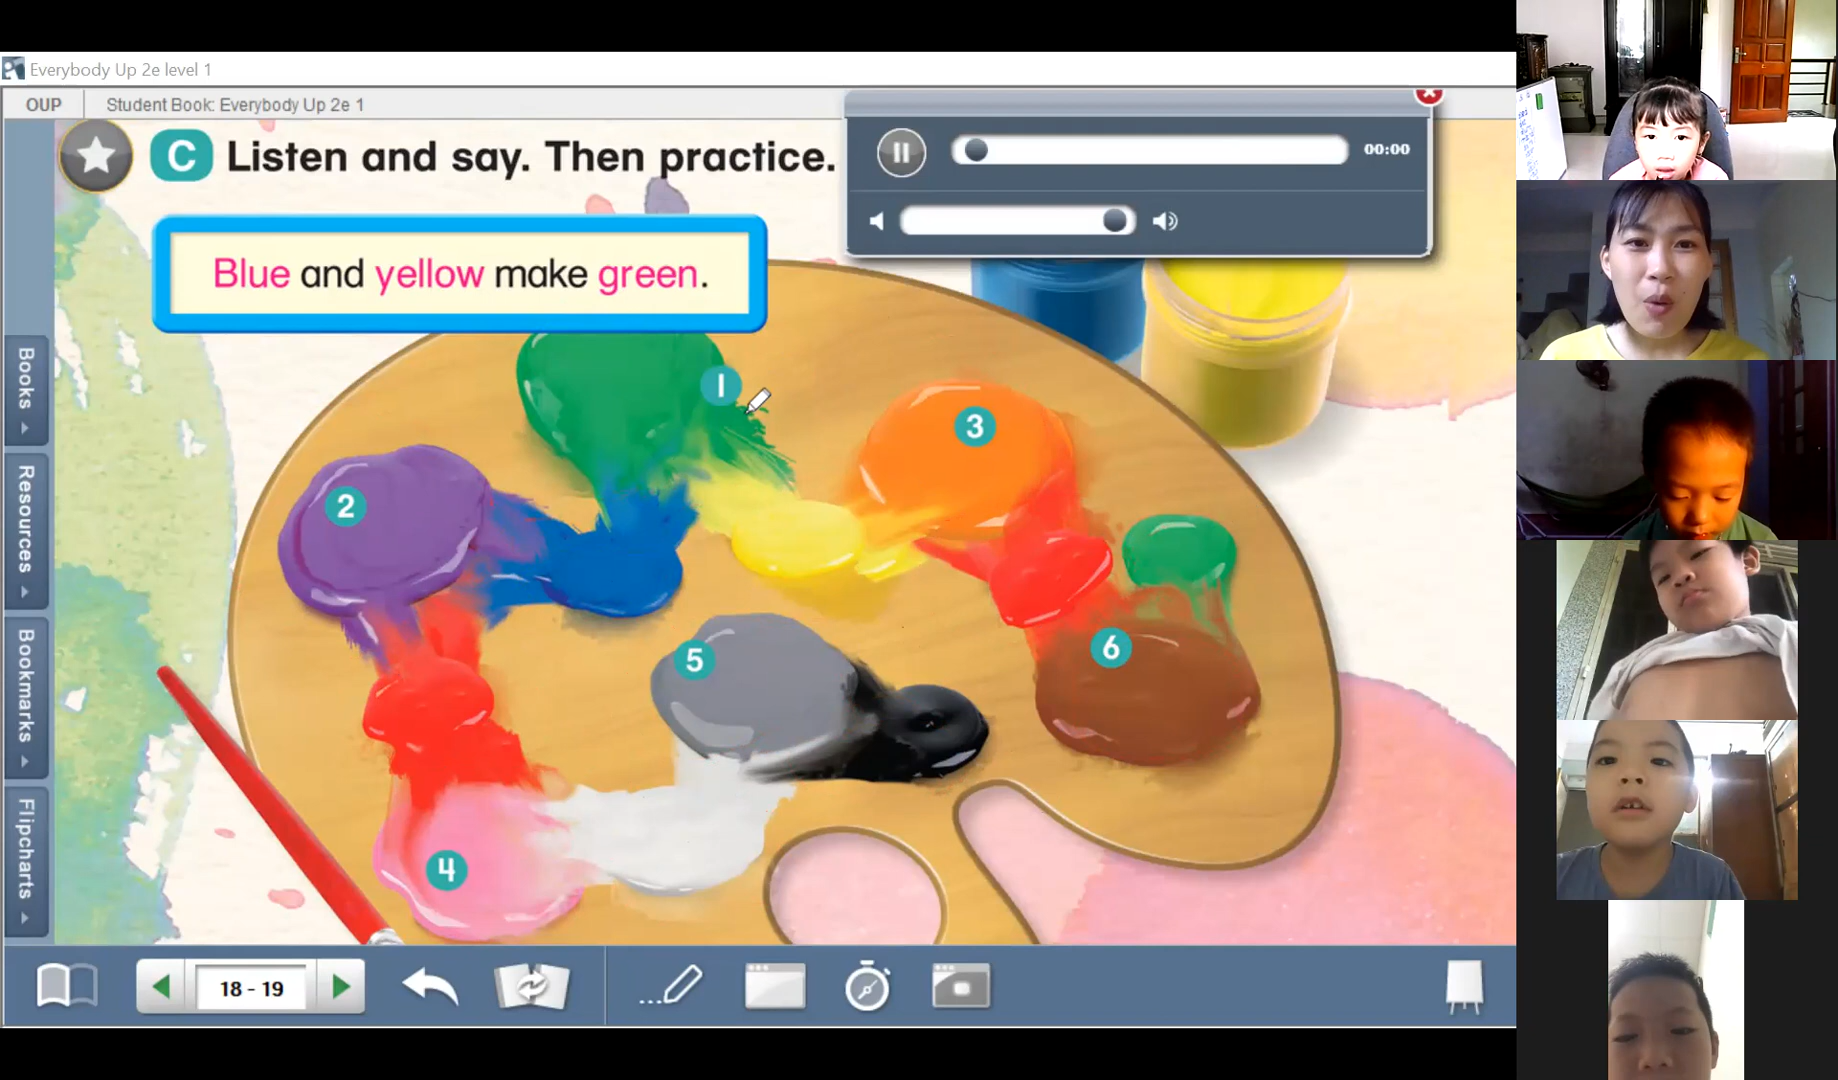 Everybody Up 2e level 1
OUP
Student Book: Everybody Up 2e 1
C Listen and say. Then practice.
00:00
Blue and yellow make green.
1
2
3
4
5
6
Books
Resources
Bookmarks
Flipcharts
18 - 19